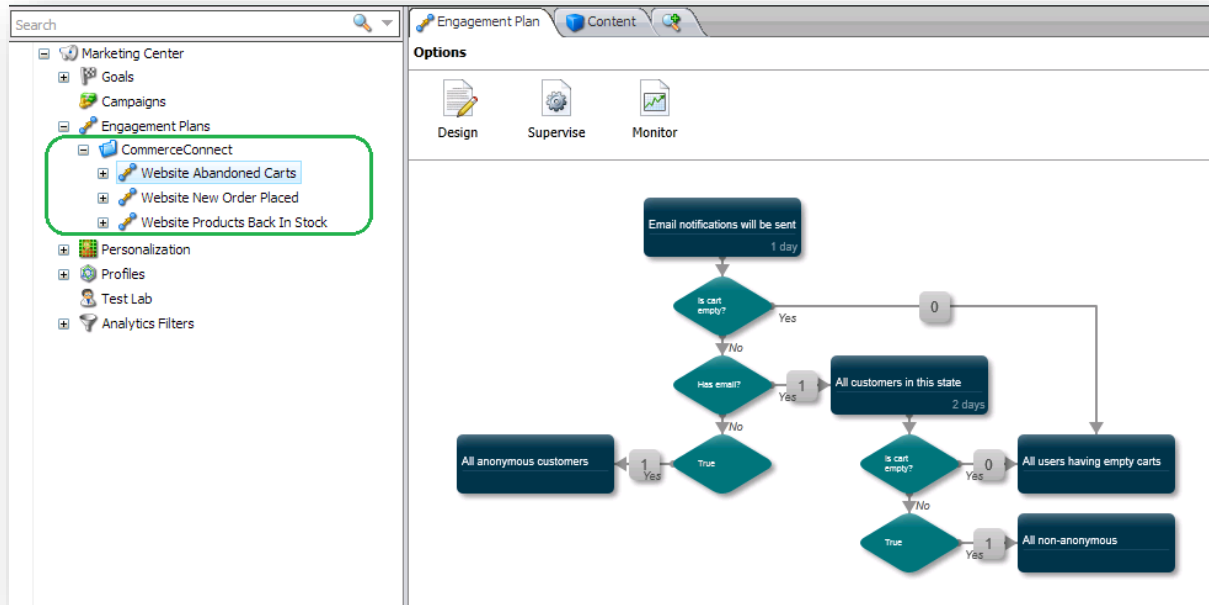 Search
Marketing Center
Goals
Campaigns
Engagement Plans
CommerceConnect
Website Abandoned Carts
Website New Order Placed
Website Products Back In Stock
Personalization
Profiles
Test Lab
Analytics Filters
Engagement Plan
Content
Options
Design
Supervise
Monitor
Email notifications will be sent
1 day
Is cart
empty?
Yes
0
No
Has email?
Yes
1
All customers in this state
2 days
No
All anonymous customers
1
Yes
True
Is cart
empty?
Yes
0
All users having empty carts
No
True
Yes
1
All non-anonymous